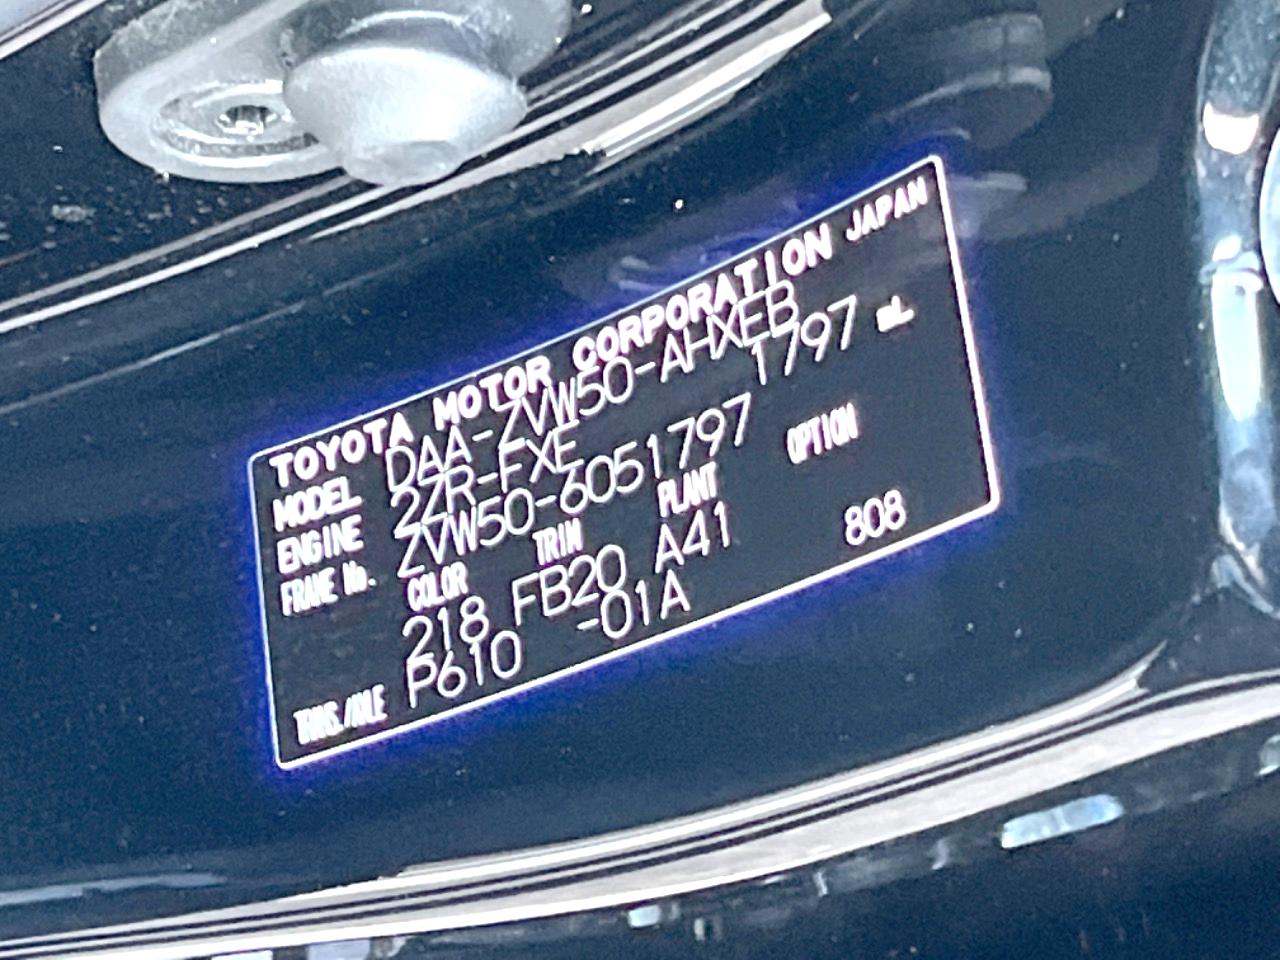 TOYOTA MOTOR CORPORATION JAPAN
MODEL DAA-ZVW50-AHXEB
ENGINE 2ZR-FXE 1797 mL
FRAME No. ZVW50-6051797
COLOR TRIM PLANT OPTION
218 FB20 A41 808
TRNS./AXLE P610 -01A